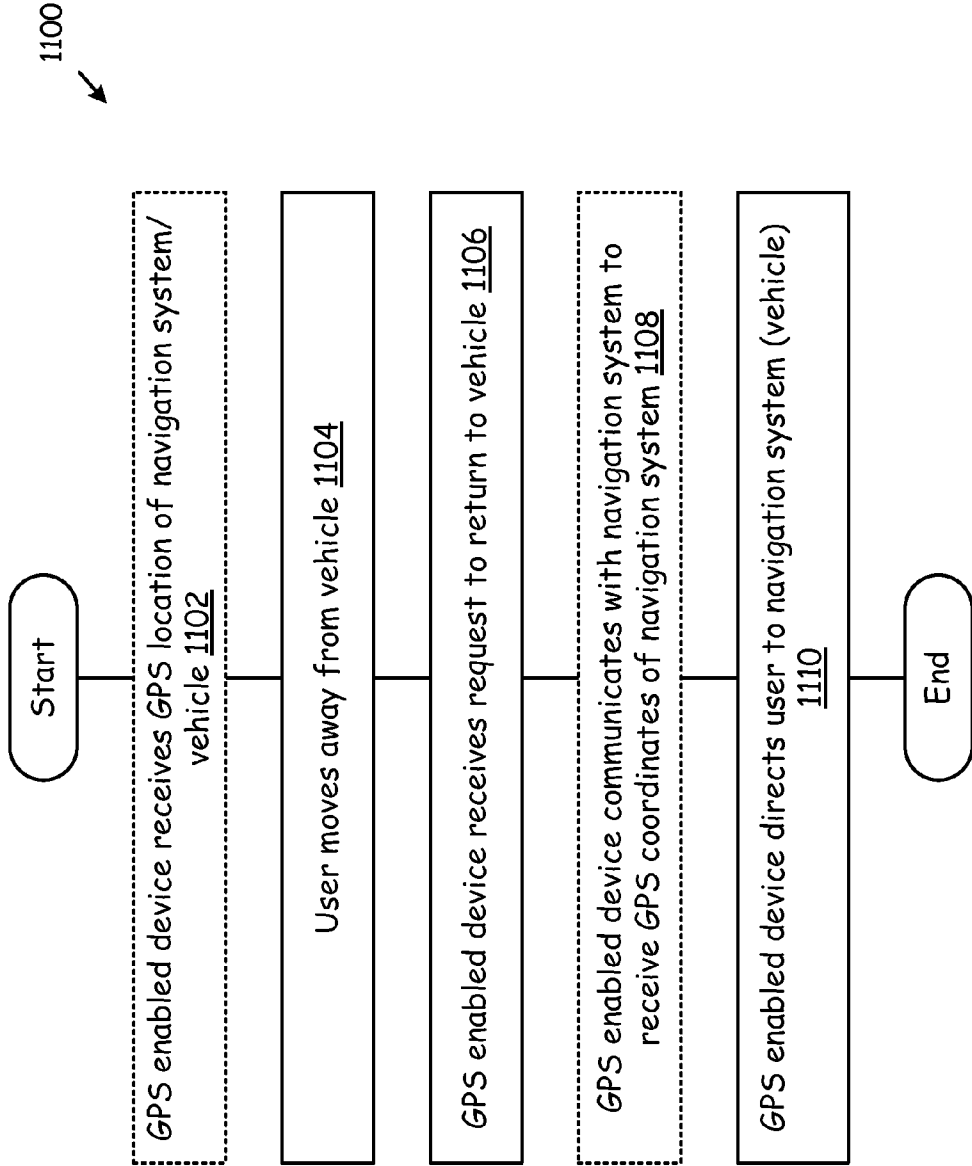 1100
Start
GPS enabled device receives GPS location of navigation system/
vehicle 1102
User moves away from vehicle 1104
GPS enabled device receives request to return to vehicle 1106
GPS enabled device communicates with navigation system to
receive GPS coordinates of navigation system 1108
GPS enabled device directs user to navigation system (vehicle)
1110
End